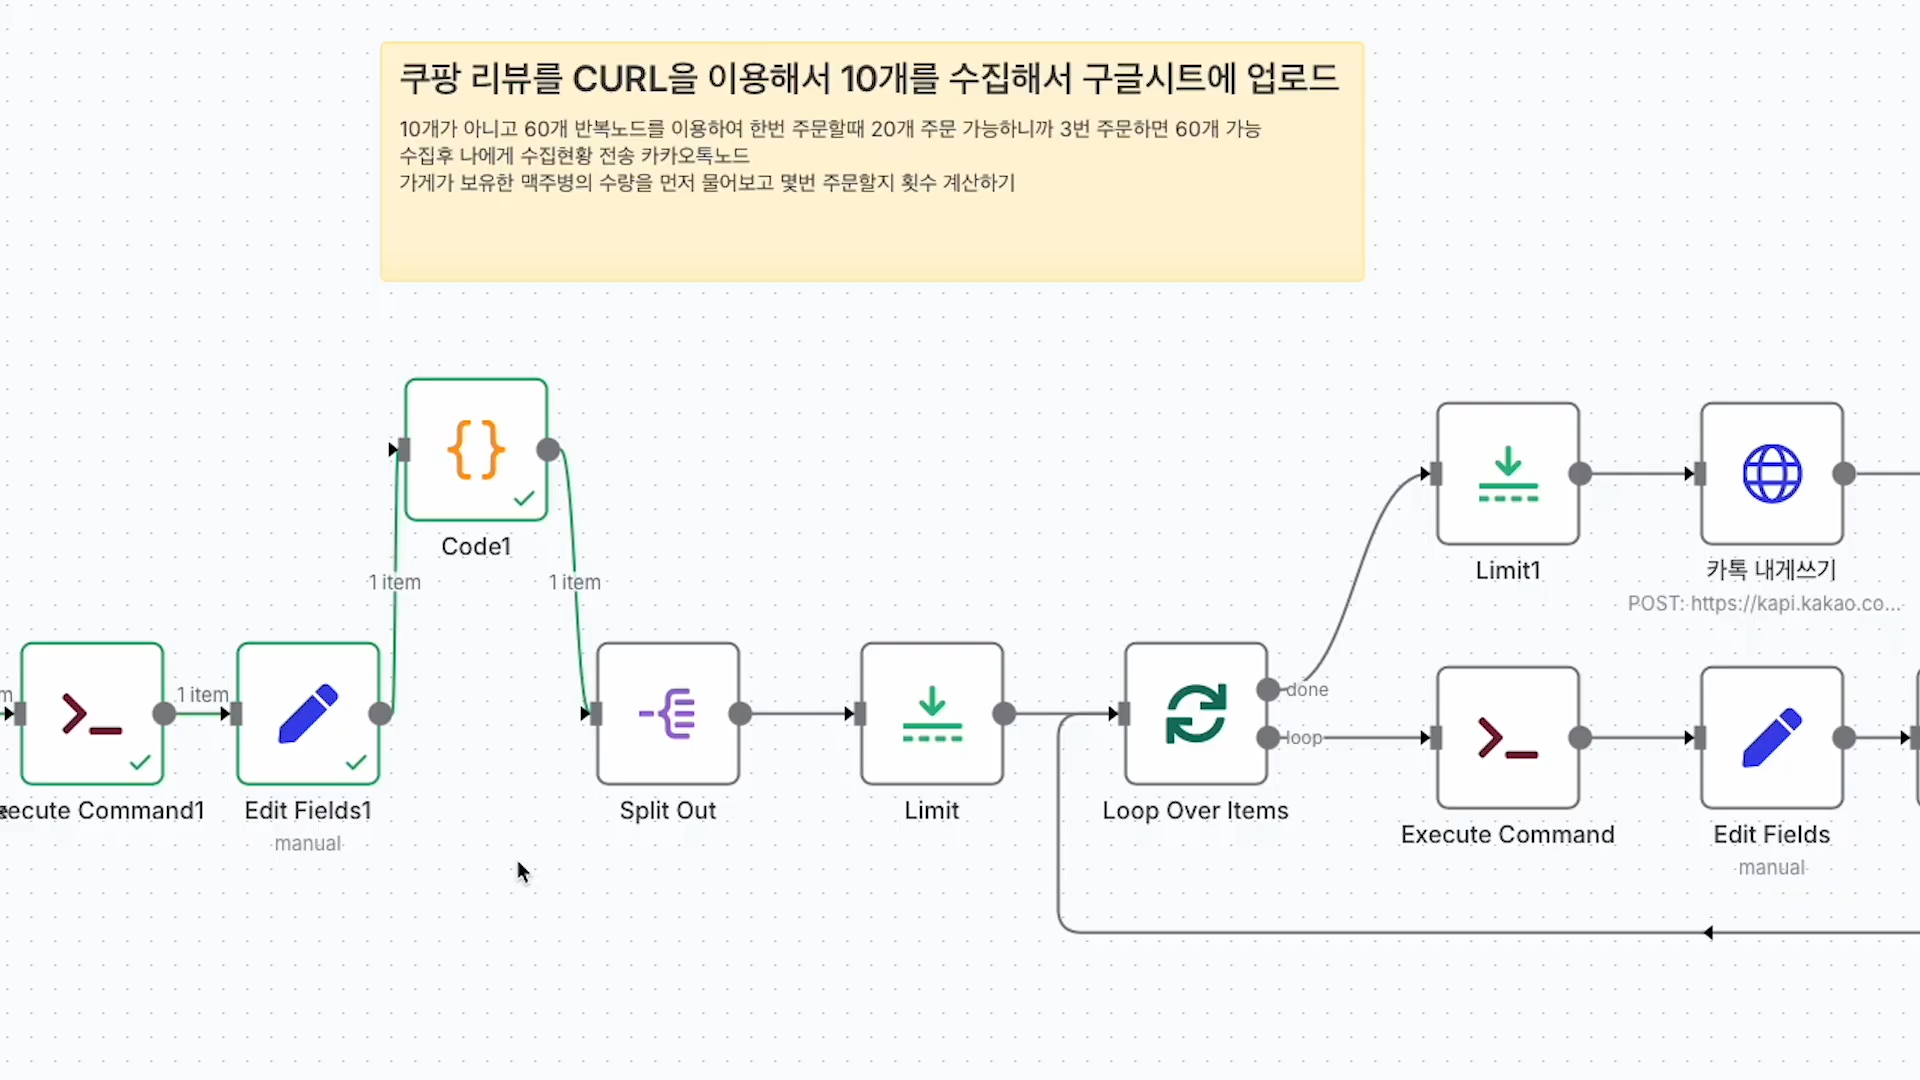 쿠팡 리뷰를 CURL을 이용해서 10개를 수집해서 구글시트에 업로드
10개가 아니고 60개 반복노드를 이용하여 한번 주문할때 20개 주문 가능하니까 3번 주문하면 60개 가능
수집후 나에게 수집현황 전송 카카오톡노드
가게가 보유한 맥주병의 수량을 먼저 물어보고 몇번 주문할지 횟수 계산하기
Code1
1 item
1 item
Limit1
카톡 내게쓰기
POST: https://kapi.kakao.co...
m
1 item
done
loop
ecute Command1
Edit Fields1
manual
Split Out
Limit
Loop Over Items
Execute Command
Edit Fields
manual